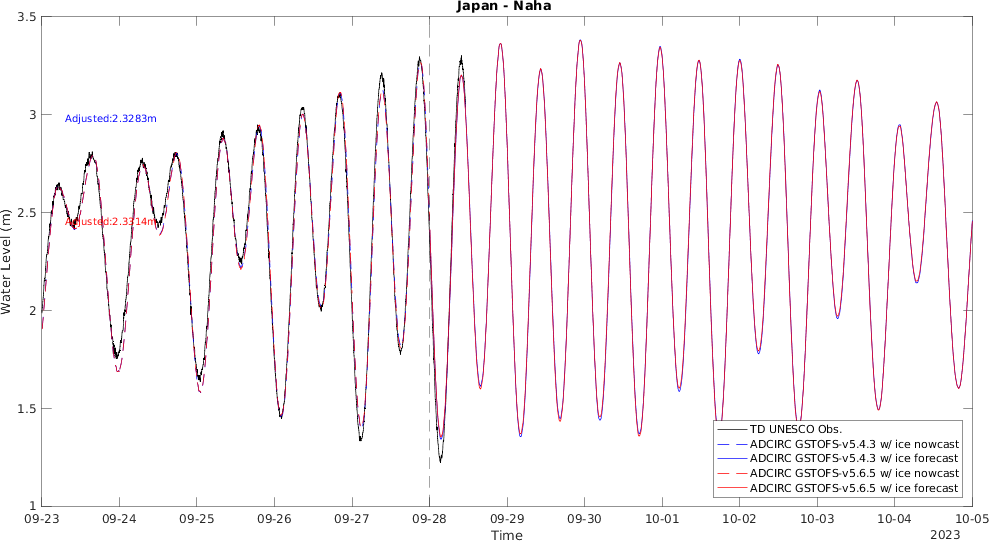 Japan - Naha
3.5
3
2.5
2
1.5
1
Water Level (m)
Adjusted:2.3283m
Adjusted:2.3314m
TD UNESCO Obs.
ADCIRC GSTOFS-v5.4.3 w/ ice nowcast
ADCIRC GSTOFS-v5.4.3 w/ ice forecast
ADCIRC GSTOFS-v5.6.5 w/ ice nowcast
ADCIRC GSTOFS-v5.6.5 w/ ice forecast
09-23 09-24 09-25 09-26 09-27 09-28 09-29 09-30 10-01 10-02 10-03 10-04 10-05
Time
2023